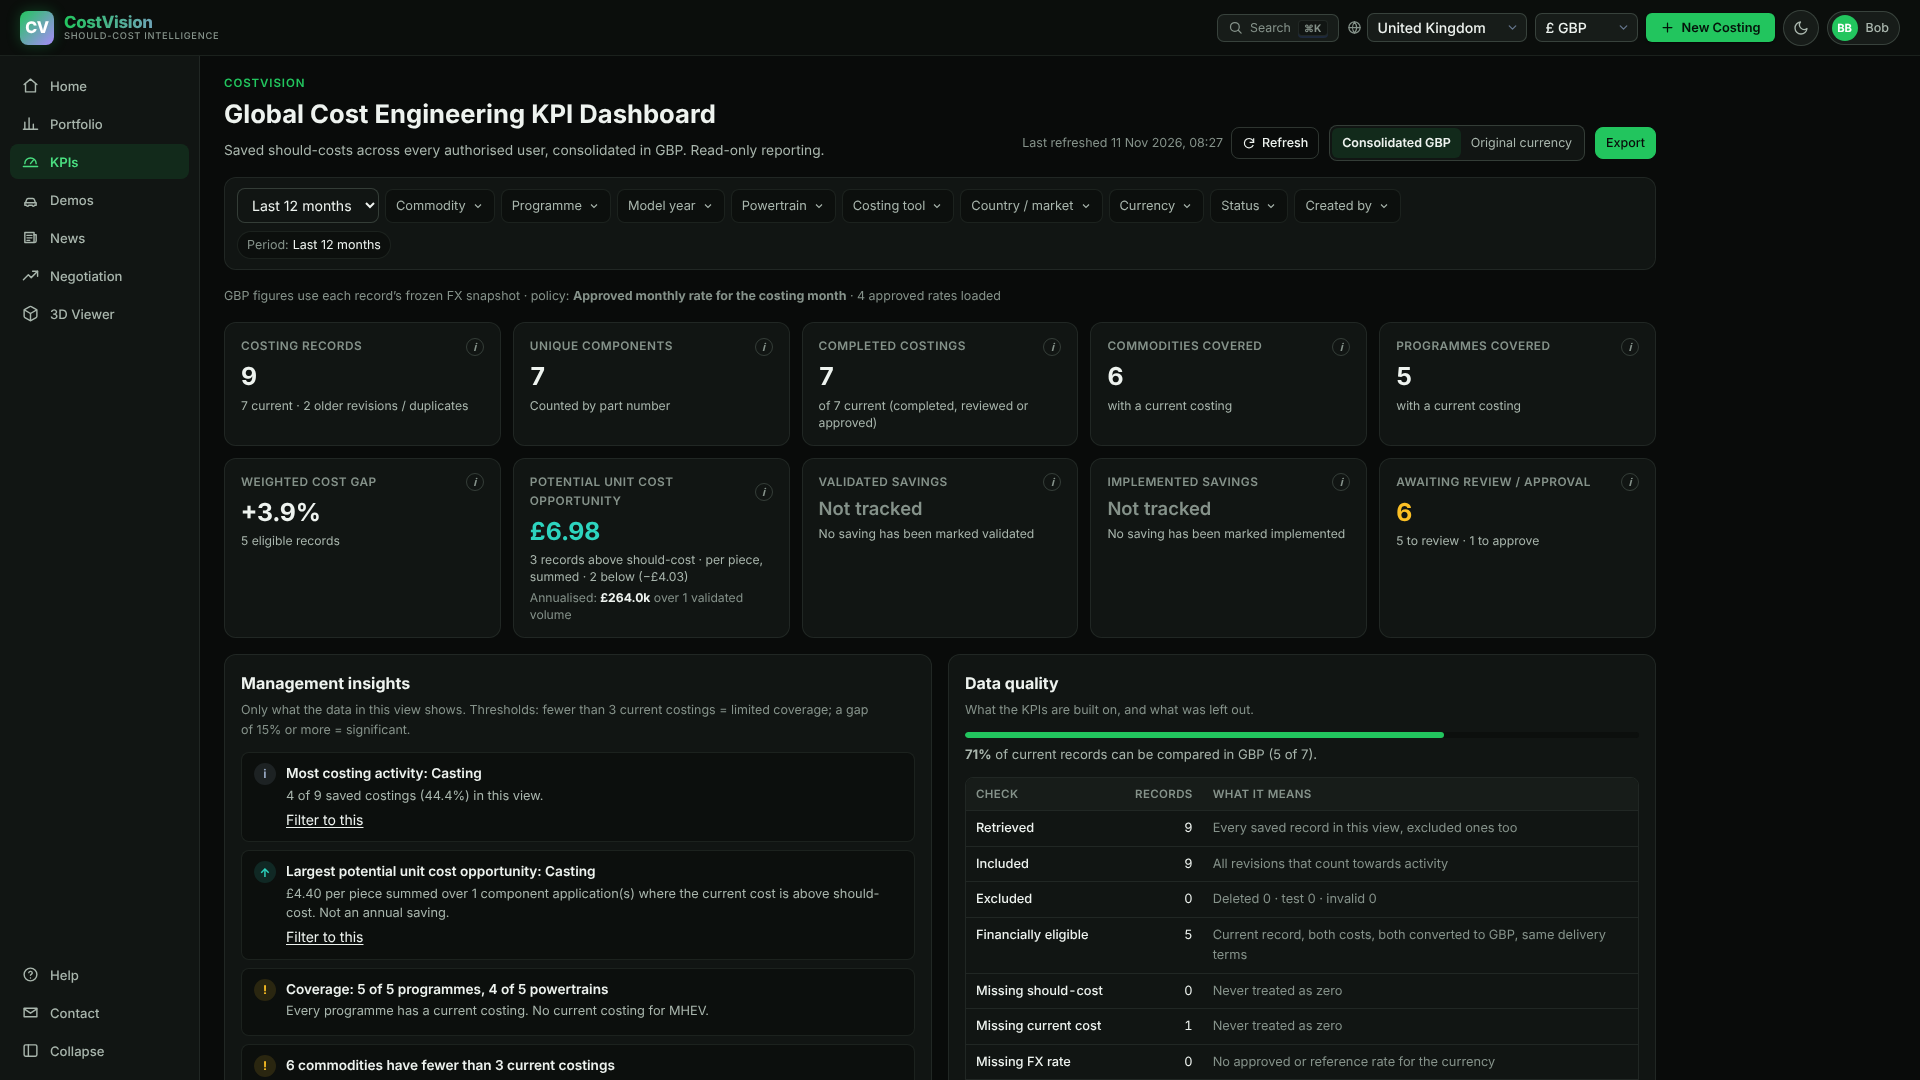 CV
CostVision
SHOULD-COST INTELLIGENCE
Search ⌘K
United Kingdom
£ GBP
+ New Costing
BB Bob
Home
Portfolio
KPIs
Demos
News
Negotiation
3D Viewer
Help
Contact
Collapse
COSTVISION
Global Cost Engineering KPI Dashboard
Saved should-costs across every authorised user, consolidated in GBP. Read-only reporting.
Last refreshed 11 Nov 2026, 08:27
Refresh
Consolidated GBP
Original currency
Export
Last 12 months
Commodity
Programme
Model year
Powertrain
Costing tool
Country / market
Currency
Status
Created by
Period: Last 12 months
GBP figures use each record's frozen FX snapshot · policy: Approved monthly rate for the costing month · 4 approved rates loaded
COSTING RECORDS i
9
7 current · 2 older revisions / duplicates
UNIQUE COMPONENTS i
7
Counted by part number
COMPLETED COSTINGS i
7
of 7 current (completed, reviewed or
approved)
COMMODITIES COVERED i
6
with a current costing
PROGRAMMES COVERED i
5
with a current costing
WEIGHTED COST GAP i
+3.9%
5 eligible records
POTENTIAL UNIT COST
OPPORTUNITY i
£6.98
3 records above should-cost · per piece,
summed · 2 below (−£4.03)
Annualised: £264.0k over 1 validated
volume
VALIDATED SAVINGS i
Not tracked
No saving has been marked validated
IMPLEMENTED SAVINGS i
Not tracked
No saving has been marked implemented
AWAITING REVIEW / APPROVAL i
6
5 to review · 1 to approve
Management insights
Only what the data in this view shows. Thresholds: fewer than 3 current costings = limited coverage; a gap
of 15% or more = significant.
i Most costing activity: Casting
4 of 9 saved costings (44.4%) in this view.
Filter to this
↑ Largest potential unit cost opportunity: Casting
£4.40 per piece summed over 1 component application(s) where the current cost is above should-
cost. Not an annual saving.
Filter to this
! Coverage: 5 of 5 programmes, 4 of 5 powertrains
Every programme has a current costing. No current costing for MHEV.
! 6 commodities have fewer than 3 current costings
Data quality
What the KPIs are built on, and what was left out.
71% of current records can be compared in GBP (5 of 7).
CHECK RECORDS WHAT IT MEANS
Retrieved 9 Every saved record in this view, excluded ones too
Included 9 All revisions that count towards activity
Excluded 0 Deleted 0 · test 0 · invalid 0
Financially eligible 5 Current record, both costs, both converted to GBP, same delivery
terms
Missing should-cost 0 Never treated as zero
Missing current cost 1 Never treated as zero
Missing FX rate 0 No approved or reference rate for the currency